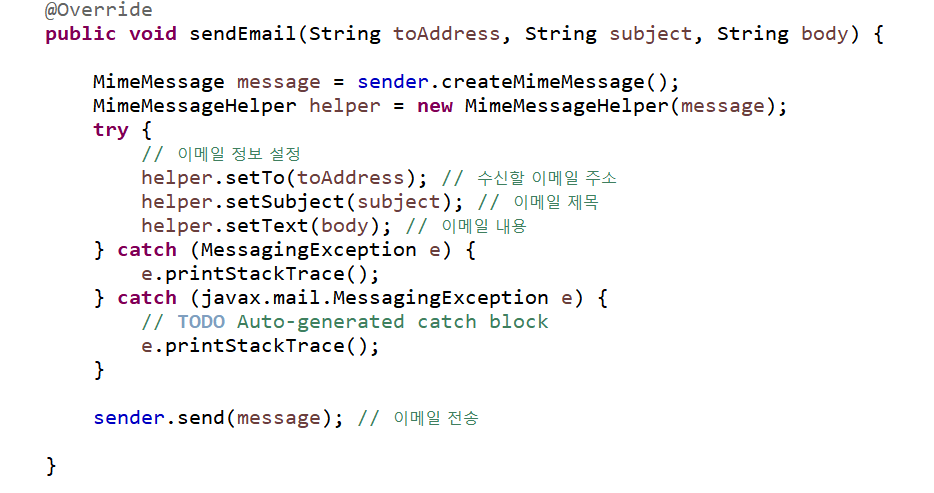 @Override
public void sendEmail(String toAddress, String subject, String body) {
MimeMessage message = sender.createMimeMessage();
MimeMessageHelper helper = new MimeMessageHelper(message);
try {
// 이메일 정보 설정
helper.setTo(toAddress); // 수신할 이메일 주소
helper.setSubject(subject); // 이메일 제목
helper.setText(body); // 이메일 내용
} catch (MessagingException e) {
e.printStackTrace();
} catch (javax.mail.MessagingException e) {
// TODO Auto-generated catch block
e.printStackTrace();
}
sender.send(message); // 이메일 전송
}